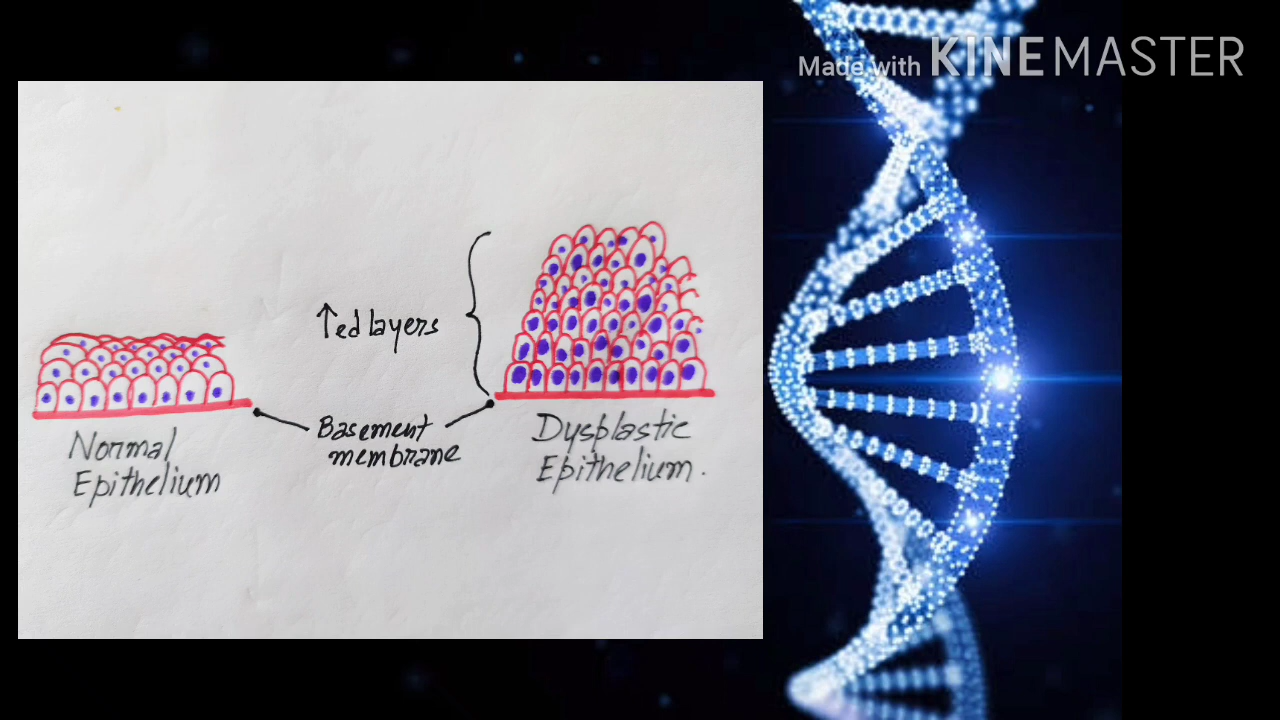 Made with KINEMASTER
↑ed layers
Basement
membrane
Normal
Epithelium
Dysplastic
Epithelium.